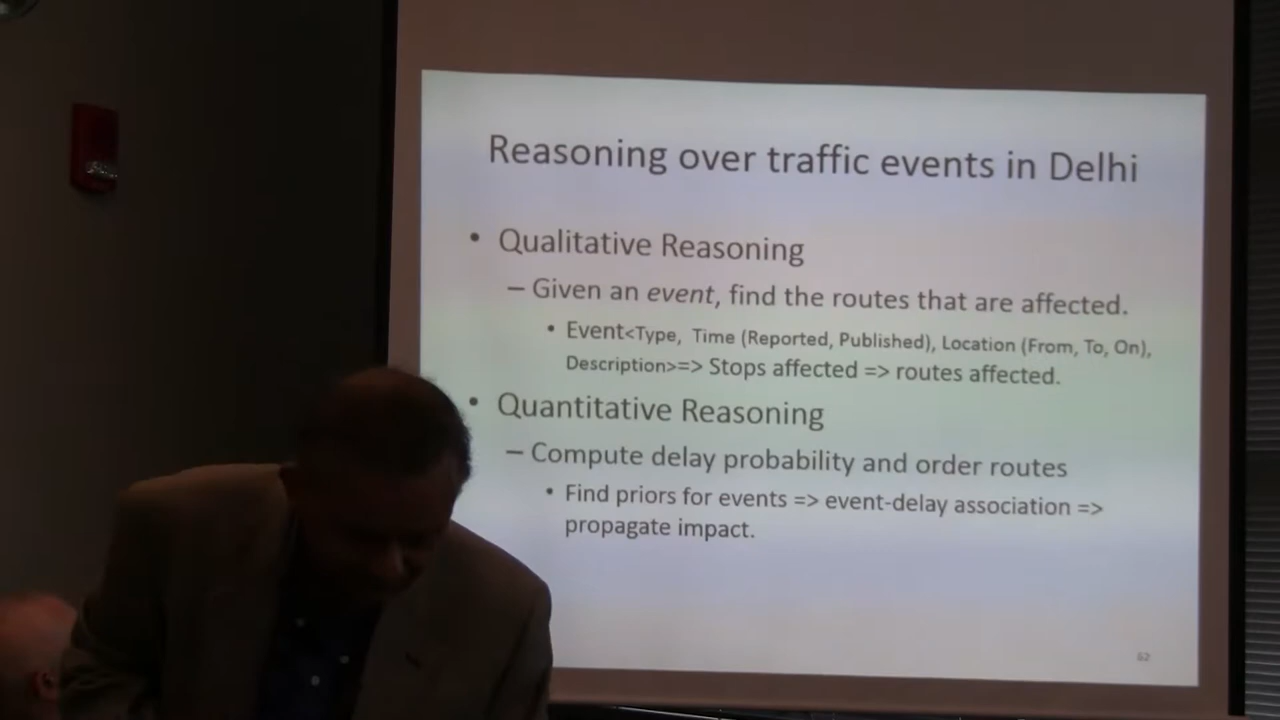 Reasoning over traffic events in Delhi
• Qualitative Reasoning
– Given an event, find the routes that are affected.
• Event<Type, Time (Reported, Published), Location (From, To, On),
Description>=> Stops affected => routes affected.
• Quantitative Reasoning
– Compute delay probability and order routes
• Find priors for events => event-delay association =>
propagate impact.
62